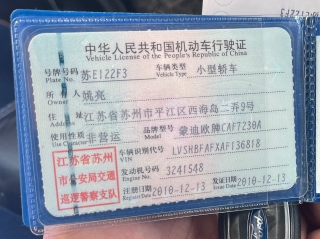 中华人民共和国机动车行驶证
Vehicle License of the People's Republic of China
号牌号码 苏E122F3 车辆类型 小型轿车
Plate No. Vehicle Type
所有人 姚亮
Owner
住址 江苏省苏州市平江区西海岛二弄9号
Address
使用性质 非营运 品牌型号 蒙迪欧牌CAF7230A
Use Character Model
车辆识别代号 LVSHBFAFXAF136818
VIN
江苏省苏州
市公安局交通
巡逻警察支队
发动机号码 3241548
Engine No.
注册日期 2010-12-13 发证日期 2010-12-13
Register Date Issue Date